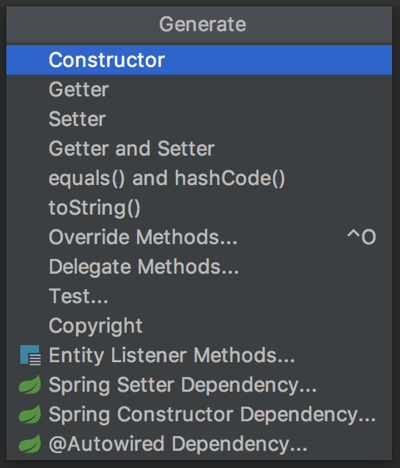 Generate
Constructor
Getter
Setter
Getter and Setter
equals() and hashCode()
toString()
Override Methods... ^O
Delegate Methods...
Test...
Copyright
Entity Listener Methods...
Spring Setter Dependency...
Spring Constructor Dependency...
@Autowired Dependency...